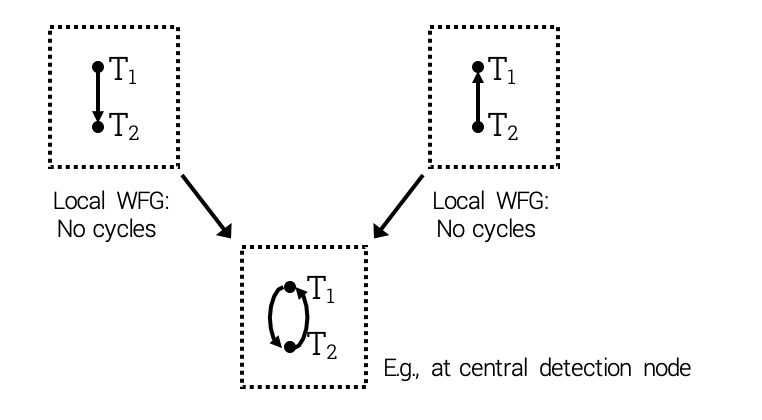 T1
T2
Local WFG:
No cycles
T1
T2
Local WFG:
No cycles
T1
T2
E.g., at central detection node